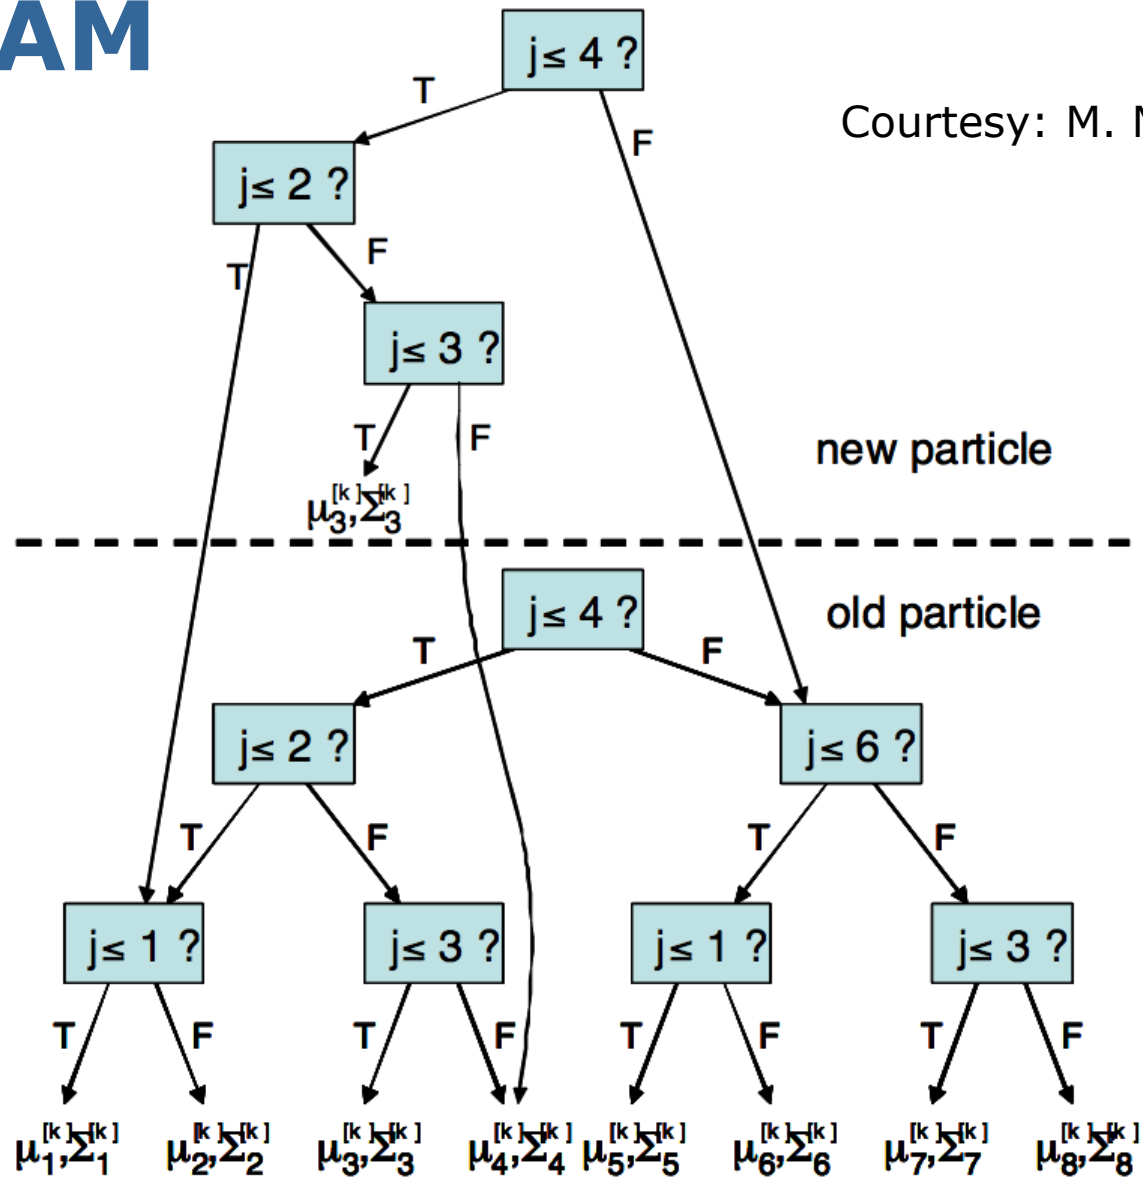 AM
j≤ 4 ?
T
Courtesy: M.
F
j≤ 2 ?
F
T
j≤ 3 ?
T F
new particle
μ₃^[k],Σ₃^[k]
j≤ 4 ?
old particle
T F
j≤ 2 ? j≤ 6 ?
T F T F
j≤ 1 ? j≤ 3 ? j≤ 1 ? j≤ 3 ?
T F T F T F T F
μ₁^[k],Σ₁^[k] μ₂^[k],Σ₂^[k] μ₃^[k],Σ₃^[k] μ₄^[k],Σ₄^[k] μ₅^[k],Σ₅^[k] μ₆^[k],Σ₆^[k] μ₇^[k],Σ₇^[k] μ₈^[k],Σ₈^[k]